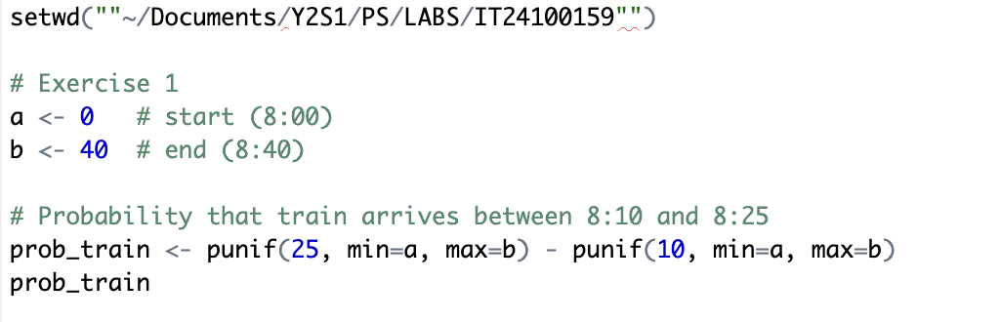 setwd(""~/Documents/Y2S1/PS/LABS/IT24100159"")
# Exercise 1
a <- 0   # start (8:00)
b <- 40  # end (8:40)
# Probability that train arrives between 8:10 and 8:25
prob_train <- punif(25, min=a, max=b) - punif(10, min=a, max=b)
prob_train